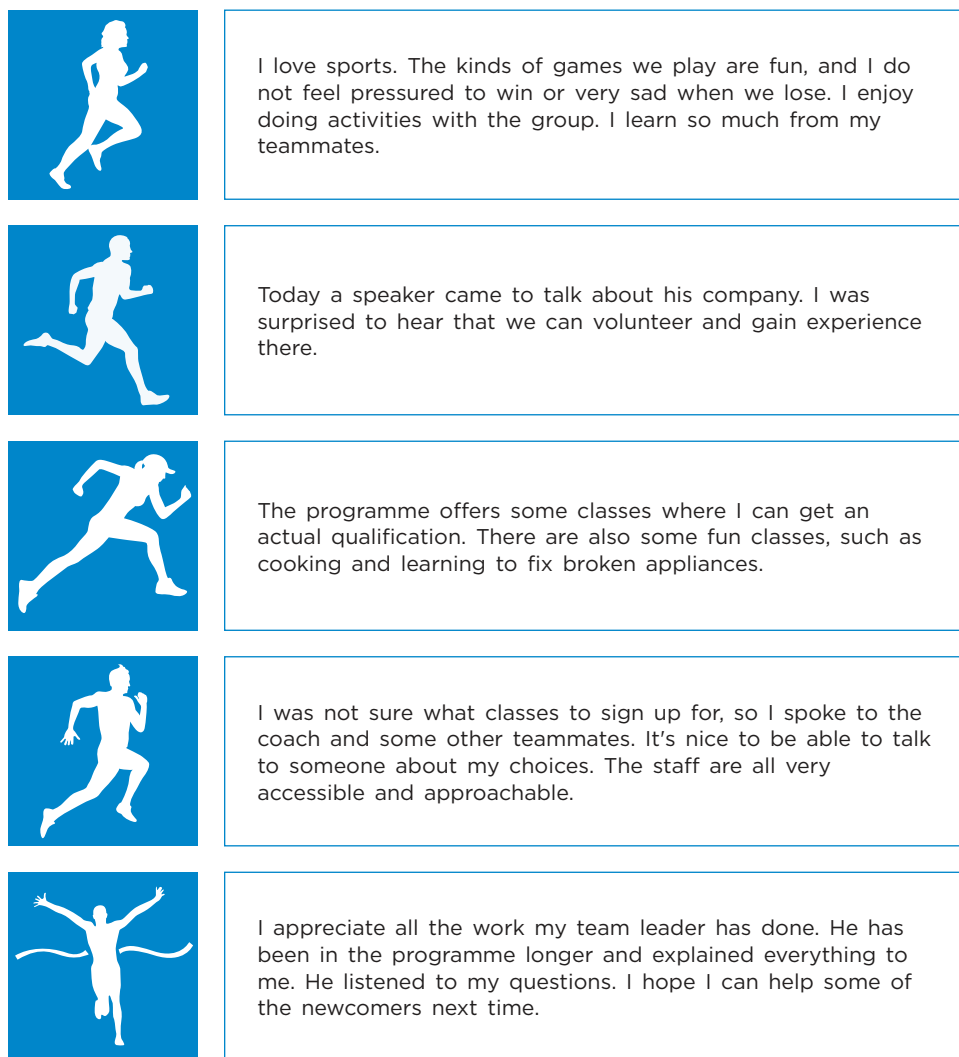 I love sports. The kinds of games we play are fun, and I do
not feel pressured to win or very sad when we lose. I enjoy
doing activities with the group. I learn so much from my
teammates.
Today a speaker came to talk about his company. I was
surprised to hear that we can volunteer and gain experience
there.
The programme offers some classes where I can get an
actual qualification. There are also some fun classes, such as
cooking and learning to fix broken appliances.
I was not sure what classes to sign up for, so I spoke to the
coach and some other teammates. It's nice to be able to talk
to someone about my choices. The staff are all very
accessible and approachable.
I appreciate all the work my team leader has done. He has
been in the programme longer and explained everything to
me. He listened to my questions. I hope I can help some of
the newcomers next time.